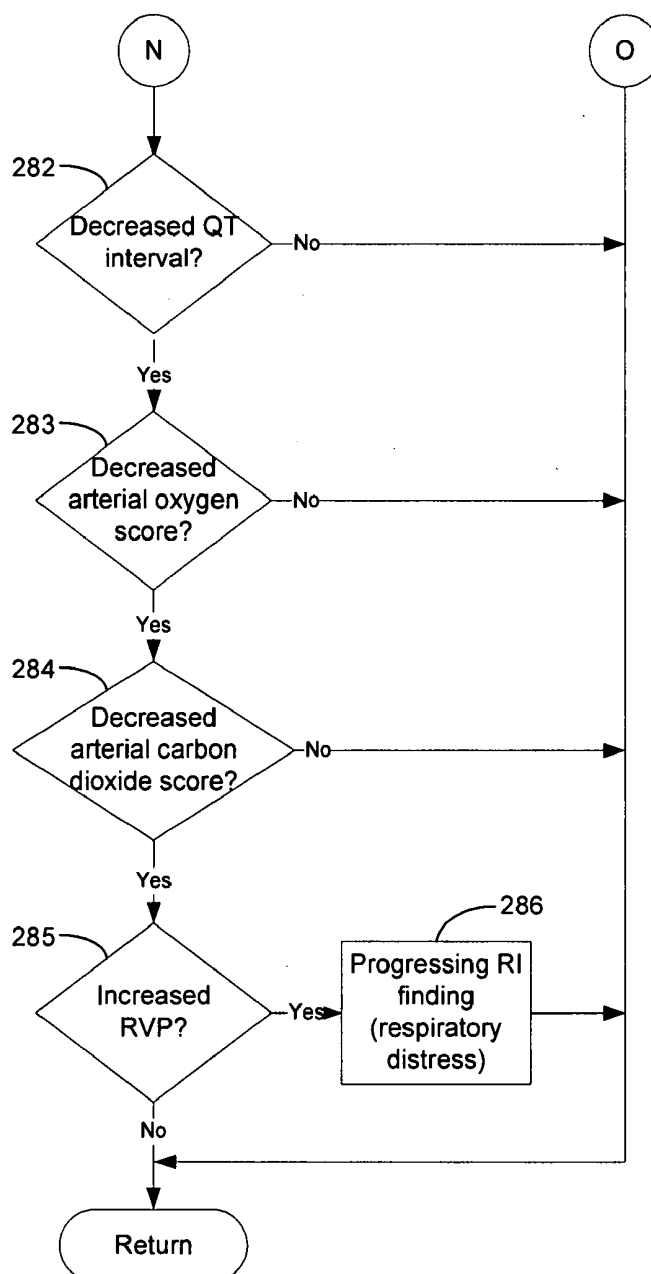 N
O
282
Decreased QT
interval?
No
Yes
283
Decreased
arterial oxygen
score?
No
Yes
284
Decreased
arterial carbon
dioxide score?
No
Yes
285
Increased
RVP?
Yes
286
Progressing RI
finding
(respiratory
distress)
No
Return